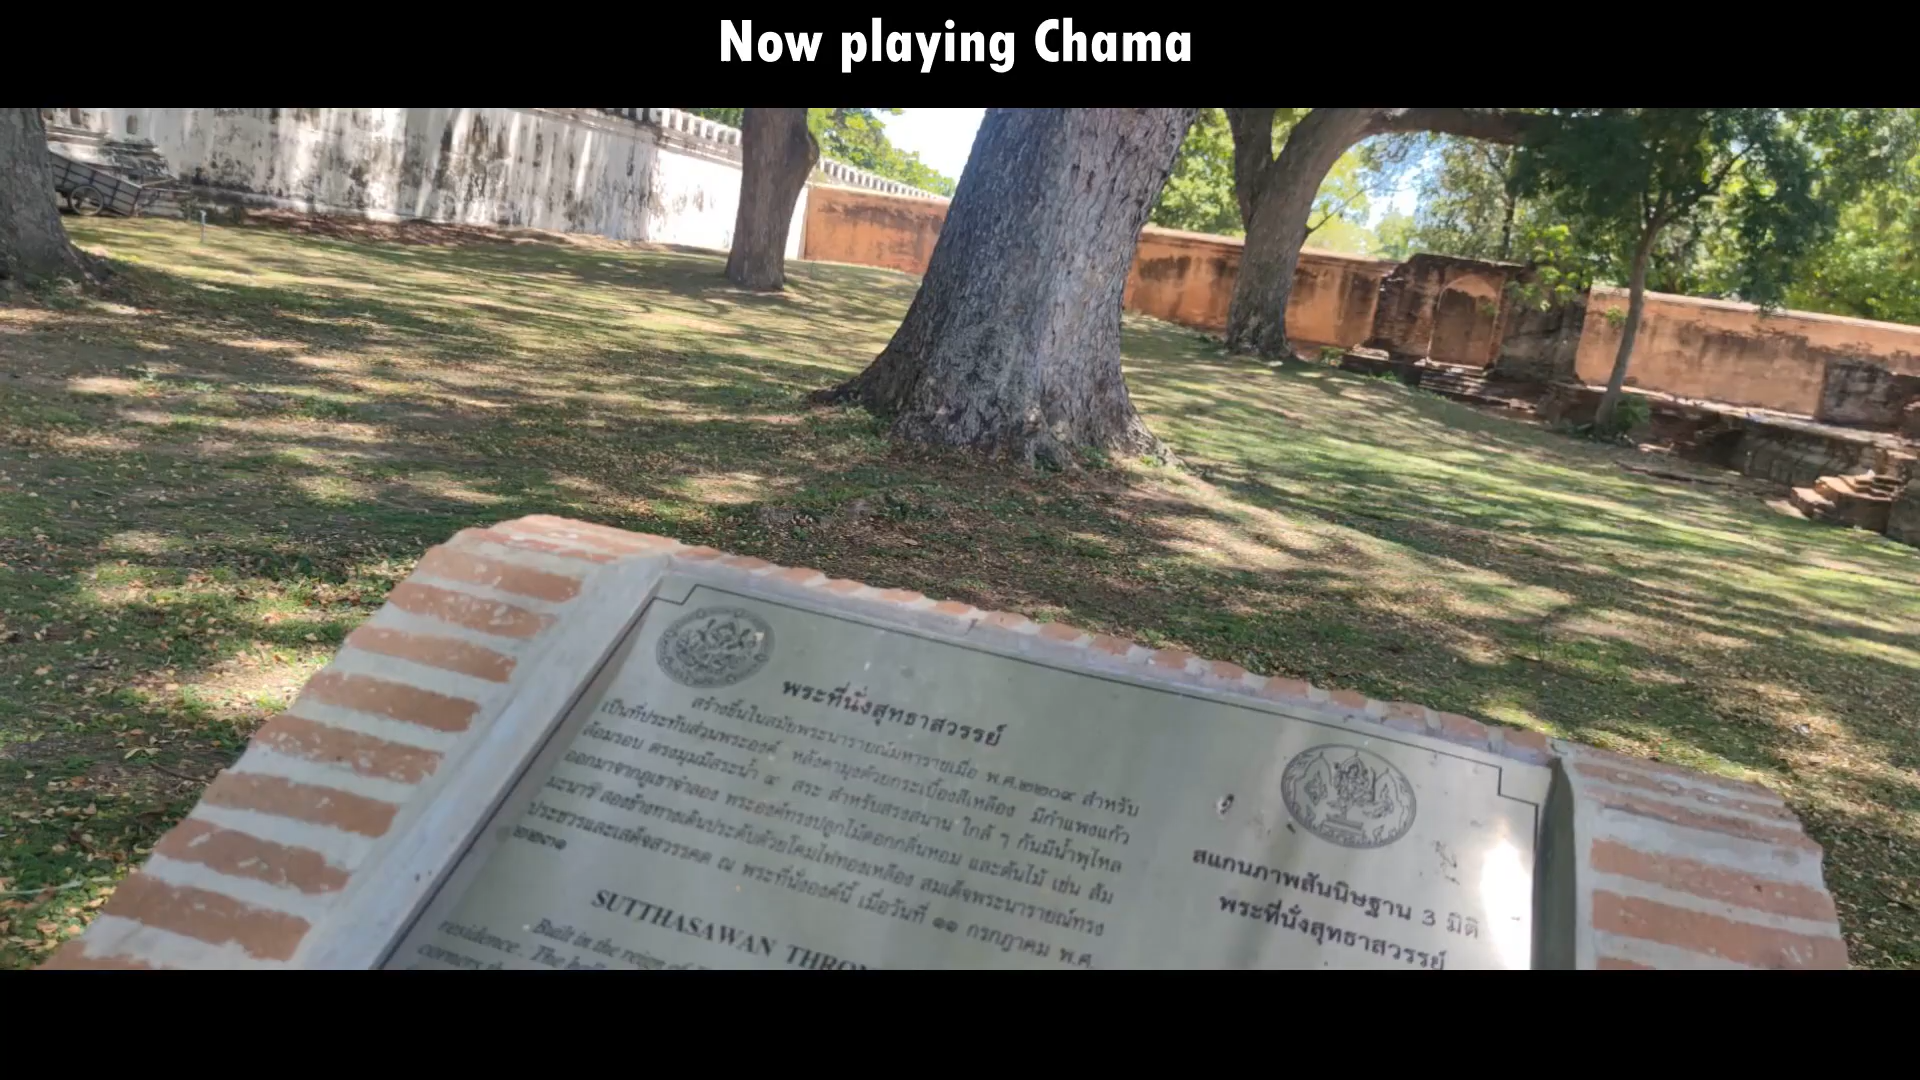 Now playing Chama
พระที่นั่งสุทธาสวรรย์
สร้างขึ้นในสมัยพระนารายณ์มหาราชเมื่อ พ.ศ.๒๒๐๙ สำหรับ
เป็นที่ประทับส่วนพระองค์ หลังคามุงด้วยกระเบื้องสีเหลือง มีกำแพงแก้ว
ล้อมรอบ ตรงมุมมีสระน้ำ ๔ สระ สำหรับสรงสนาน ใกล้ ๆ กันมีน้ำพุไหล
ออกมาจากภูเขาจำลอง พระองค์ทรงปลูกไม้ดอกกลิ่นหอม และต้นไม้ เช่น ส้ม
มะนาว สองข้างทางเดินประดับด้วยโคมไฟทองเหลือง สมเด็จพระนารายณ์ทรง
ประชวรและเสด็จสวรรคต ณ พระที่นั่งองค์นี้ เมื่อวันที่ ๑๑ กรกฎาคม พ.ศ.
๒๒๓๑
SUTTHASAWAN
Built in the reign of
residence. The
corners
สแกนภาพสันนิษฐาน 3 มิติ
พระที่นั่งสุทธาสวรรย์